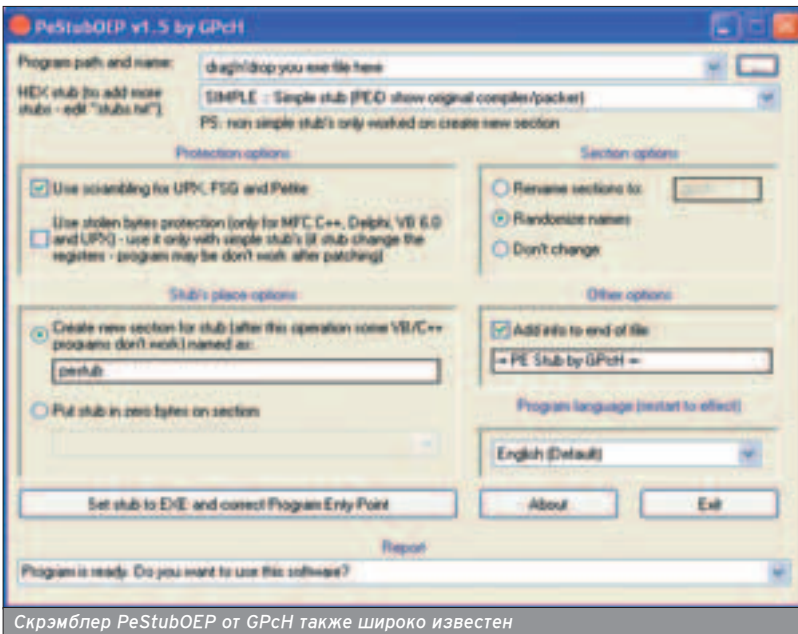 PeStubOEP v1.5 by GPcH
Program path and name:
drag'n'drop you exe file here
...
HEX stub (to add more
stubs - edit "stubs.txt"):
SIMPLE :: Simple stub (PEiD show original compiler/packer)
PS: non simple stub's only worked on create new section
Protection options
Use scrambling for UPX, FSG and Petite
Use stolen bytes protection (only for MFC C++, Delphi, VB 6.0
and UPX) - use it only with simple stub's (if stub change the
registers - program may be don't work after patching)
Section options
Rename sections to:
Randomize names
Don't change
Stub's place options
Create new section for stub (after this operation some VB/C++
programs don't work) named as:
pestub
Put stub in zero bytes on section:
Other options
Add info to end of file
PE Stub by GPcH
Program language (restart to effect)
English (Default)
Set stub to EXE and correct Program Enty Point
About
Exit
Report
Program is ready. Do you want to use this software?
Скрэмблер PeStubOEP от GPcH также широко известен